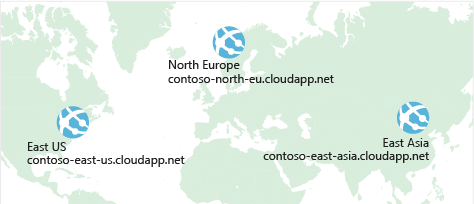 North Europe
contoso-north-eu.cloudapp.net
East US
contoso-east-us.cloudapp.net
East Asia
contoso-east-asia.cloudapp.net